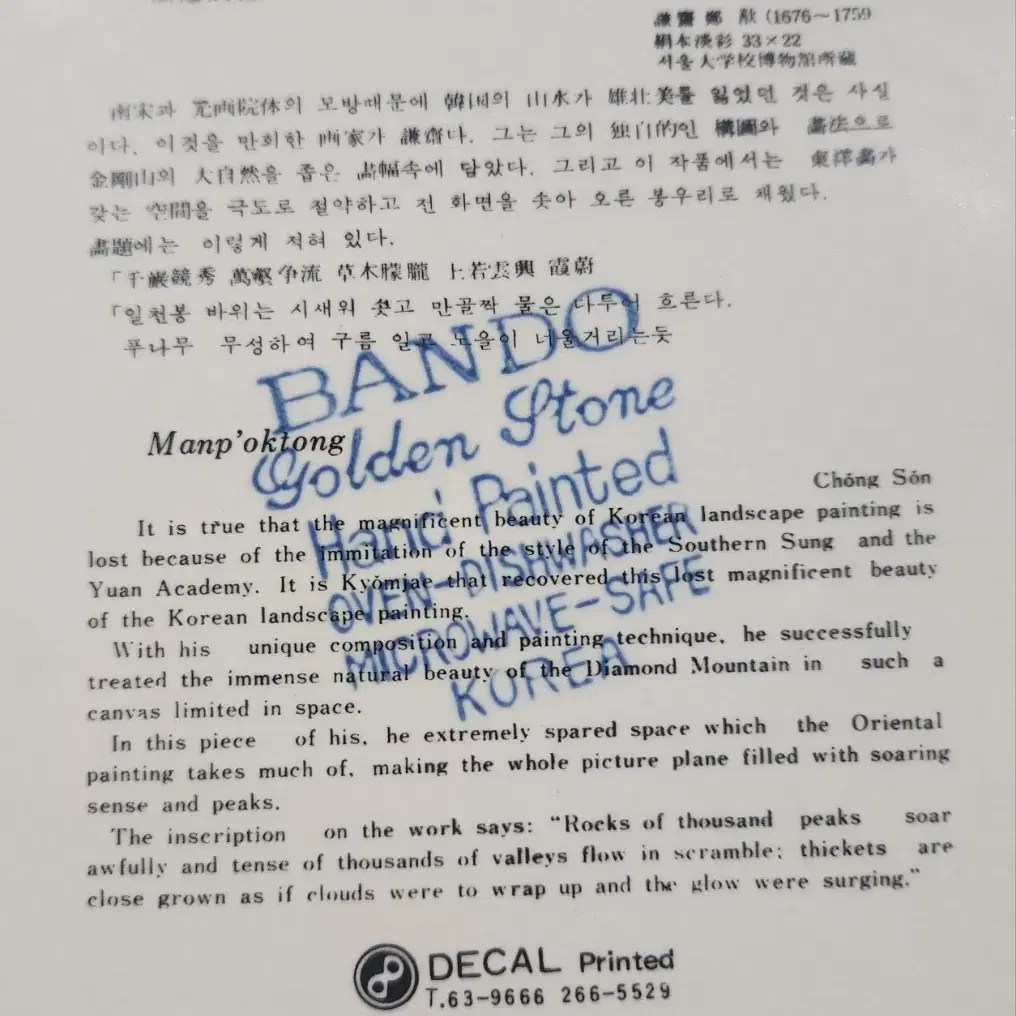 謙齋 鄭 敾 (1676~1759
絹本淡彩 33×22
서울大学校博物館所蔵
南宋과 元画院体의 모방때문에 韓国의 山水가 雄壮美를 잃었던 것은 사실
이다. 이것을 만회한 画家가 謙齋다. 그는 그의 独自的인 構圖와 畵法으로
金剛山의 大自然을 좁은 畵幅속에 담았다. 그리고 이 작품에서는 東洋畵가
갖는 空間을 극도로 절약하고 전 화면을 솟아 오른 봉우리로 채웠다.
畵題에는 이렇게 적혀 있다.
「千巌競秀 萬壑争流 草木朦朧 上若雲興 霞蔚
「일천봉 바위는 시새워 솟고 만골짝 물은 다투어 흐른다.
푸나무 무성하여 구름 일고 노을이 너울거리는듯
BANDO
Golden Stone
Hand Painted
OVEN-DISHWASHER
MICROWAVE-SAFE
KOREA
Manp'oktong
Chŏng Sŏn
It is true that the magnificent beauty of Korean landscape painting is
lost because of the immitation of the style of the Southern Sung and the
Yuan Academy. It is Kyŏmjae that recovered this lost magnificent beauty
of the Korean landscape painting.
With his unique composition and painting technique, he successfully
treated the immense natural beauty of the Diamond Mountain in such a
canvas limited in space.
In this piece of his, he extremely spared space which the Oriental
painting takes much of, making the whole picture plane filled with soaring
sense and peaks.
The inscription on the work says: "Rocks of thousand peaks soar
awfully and tense of thousands of valleys flow in scramble; thickets are
close grown as if clouds were to wrap up and the glow were surging."
DECAL Printed
T.63-9666 266-5529